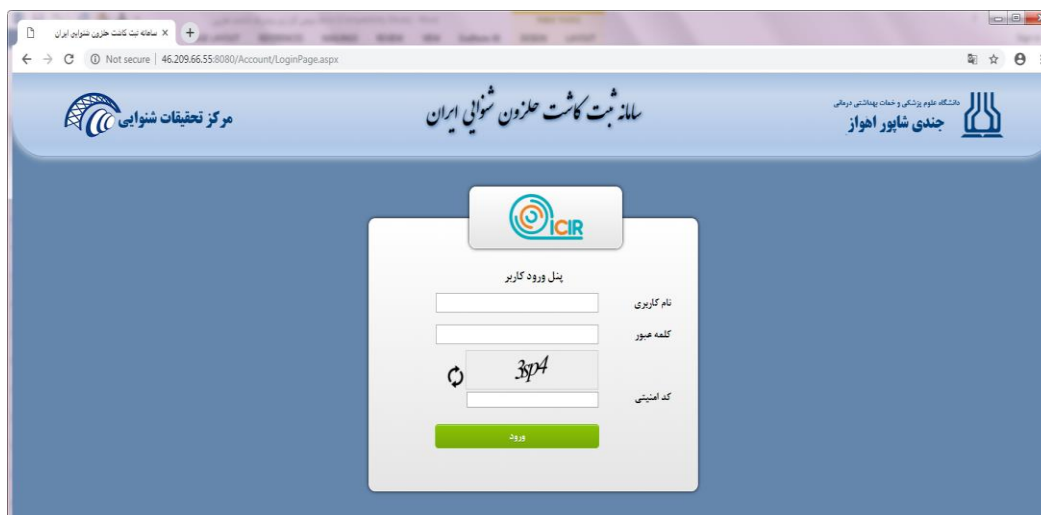 سامانه ثبت کاشت حلزون شنوایی ایران
Not secure | 46.209.66.55:8080/Account/LoginPage.aspx
دانشگاه علوم پزشکی و خدمات بهداشتی درمانی
جندی شاپور اهواز
سامانه ثبت کاشت حلزون شنوایی ایران
مرکز تحقیقات شنوایی
iCIR
پنل ورود کاربر
نام کاربری
کلمه عبور
3sp4
کد امنیتی
ورود